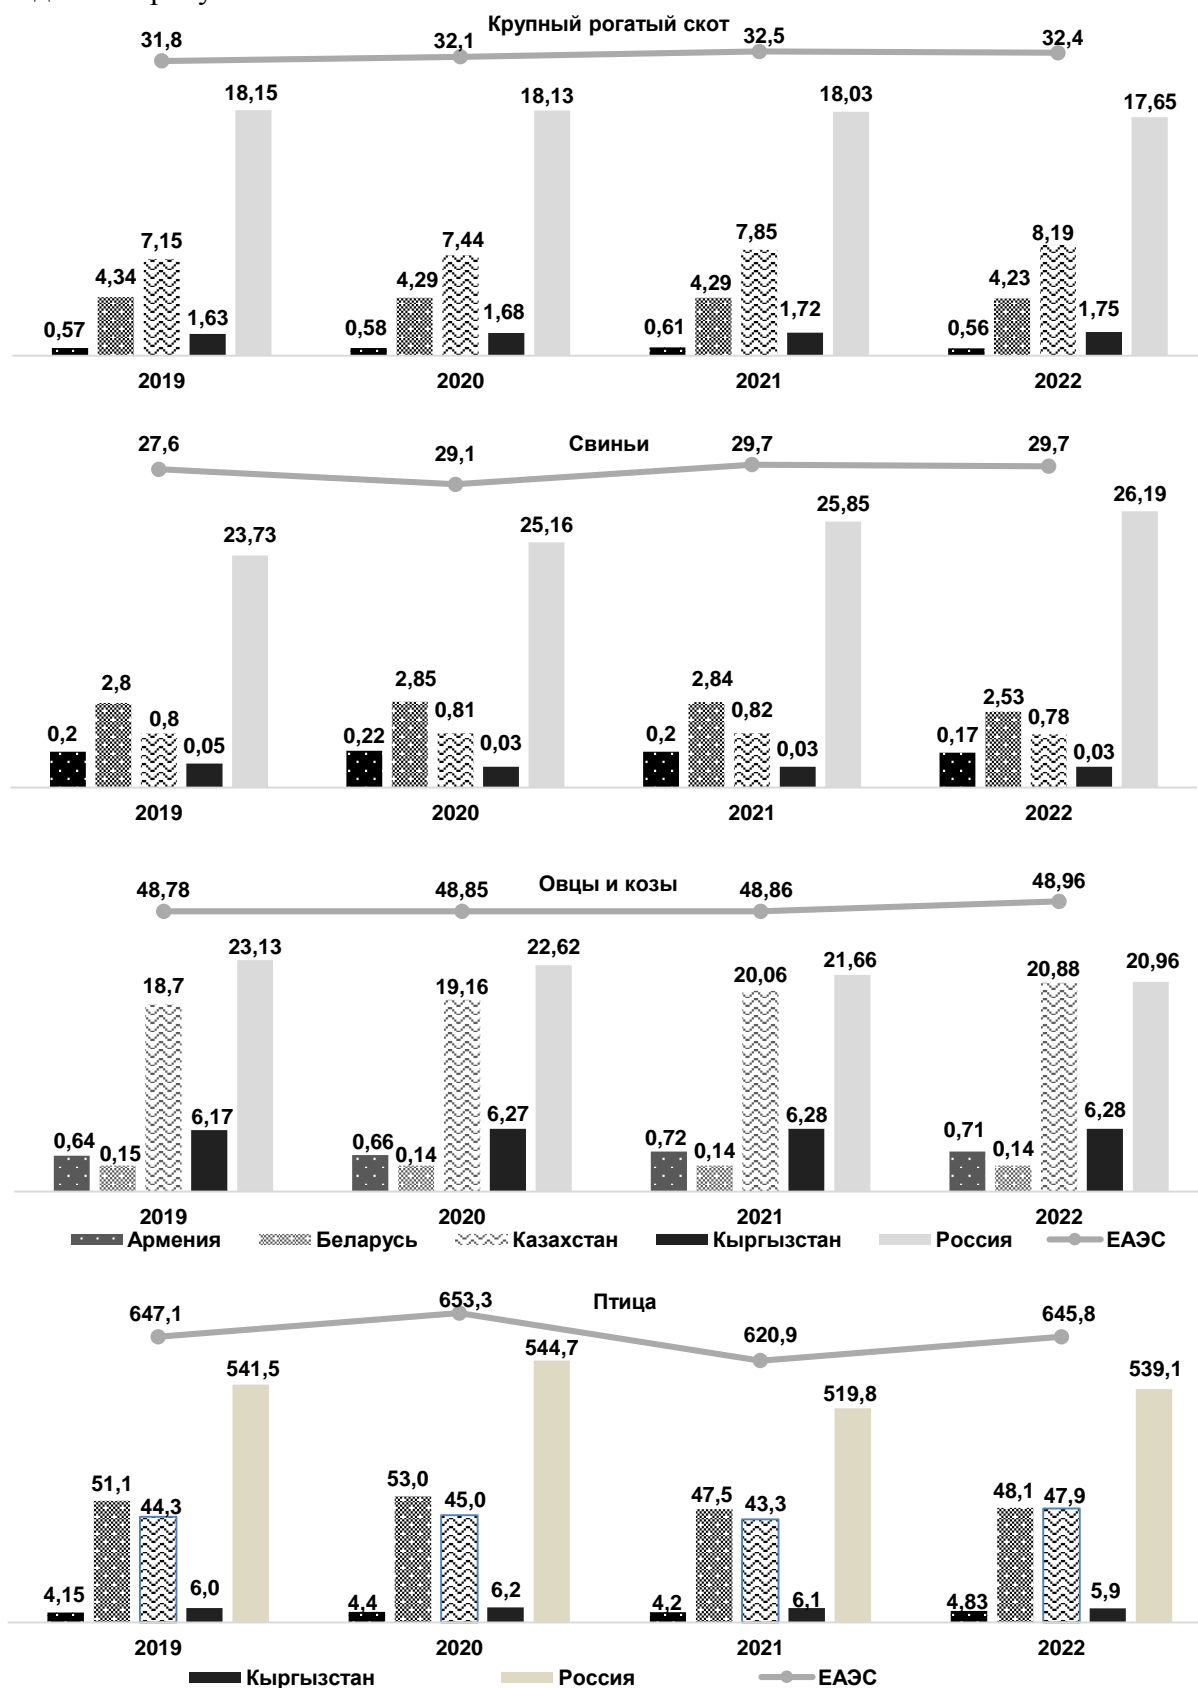 Крупный рогатый скот
31,8 32,1 32,5 32,4
18,15 18,13 18,03 17,65
7,15 7,44 7,85 8,19
4,34 4,29 4,29 4,23
0,57 1,63 0,58 1,68 0,61 1,72 0,56 1,75
2019 2020 2021 2022
Свиньи
27,6 29,1 29,7 29,7
23,73 25,16 25,85 26,19
2,8 2,85 2,84 2,53
0,2 0,8 0,05 0,22 0,81 0,03 0,2 0,82 0,03 0,17 0,78 0,03
2019 2020 2021 2022
Овцы и козы
48,78 48,85 48,86 48,96
23,13 22,62 21,66 20,96
18,7 19,16 20,06 20,88
6,17 6,27 6,28 6,28
0,64 0,15 0,66 0,14 0,72 0,14 0,71 0,14
2019 2020 2021 2022
Армения Беларусь Казахстан Кыргызстан Россия ЕАЭС
Птица
647,1 653,3 620,9 645,8
541,5 544,7 519,8 539,1
51,1 44,3 53,0 45,0 47,5 43,3 48,1 47,9
4,15 6,0 4,4 6,2 4,2 6,1 4,83 5,9
2019 2020 2021 2022
Кыргызстан Россия ЕАЭС